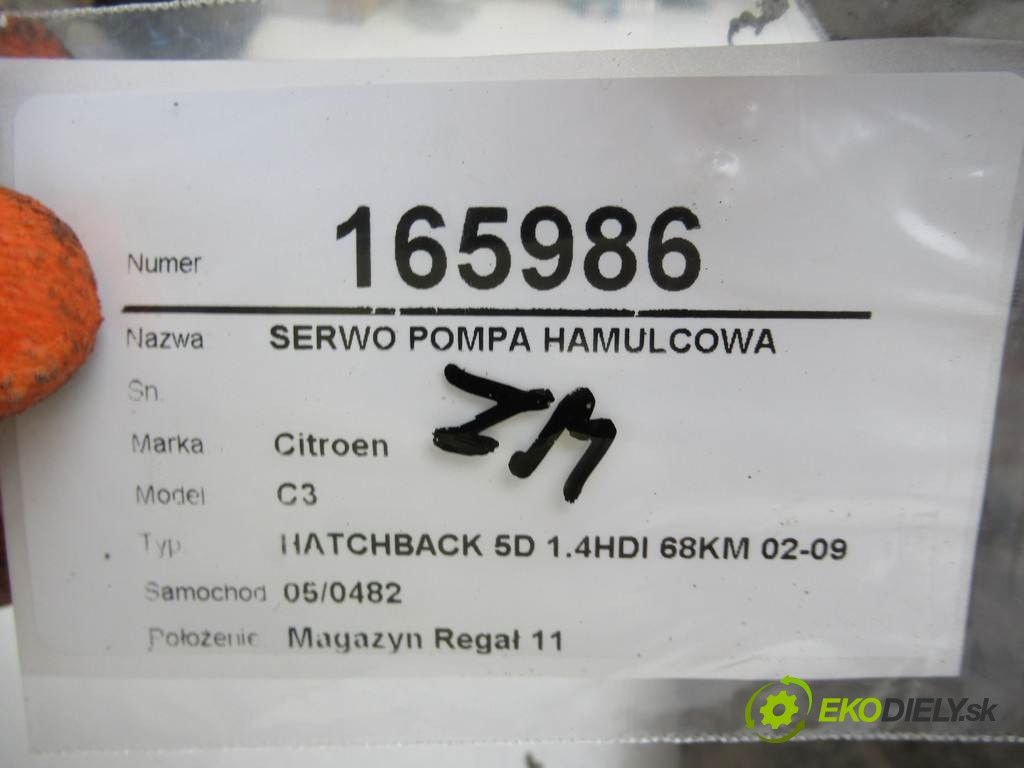 Numer 165986
Nazwa SERWO POMPA HAMULCOWA
Sn.
ZM
Marka Citroen
Model C3
Typ HATCHBACK 5D 1.4HDI 68KM 02-09
Samochod 05/0482
Położenie Magazyn Regał 11
EKODIELY.sk